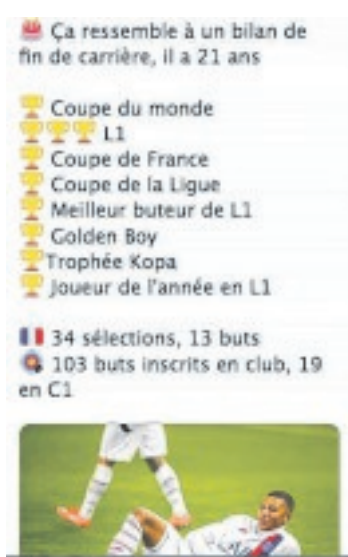 🎂 Ça ressemble à un bilan de
fin de carrière, il a 21 ans
🏆 Coupe du monde
🏆🏆🏆 L1
🏆 Coupe de France
🏆 Coupe de la Ligue
🏆 Meilleur buteur de L1
🏆 Golden Boy
🏆Trophée Kopa
🏆 Joueur de l'année en L1
🇫🇷 34 sélections, 13 buts
🎯 103 buts inscrits en club, 19
en C1